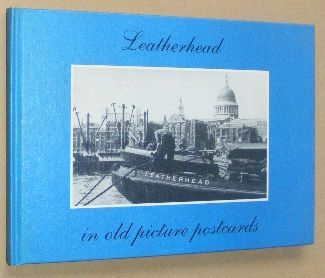 Leatherhead
LEATHERHEAD
in old picture postcards